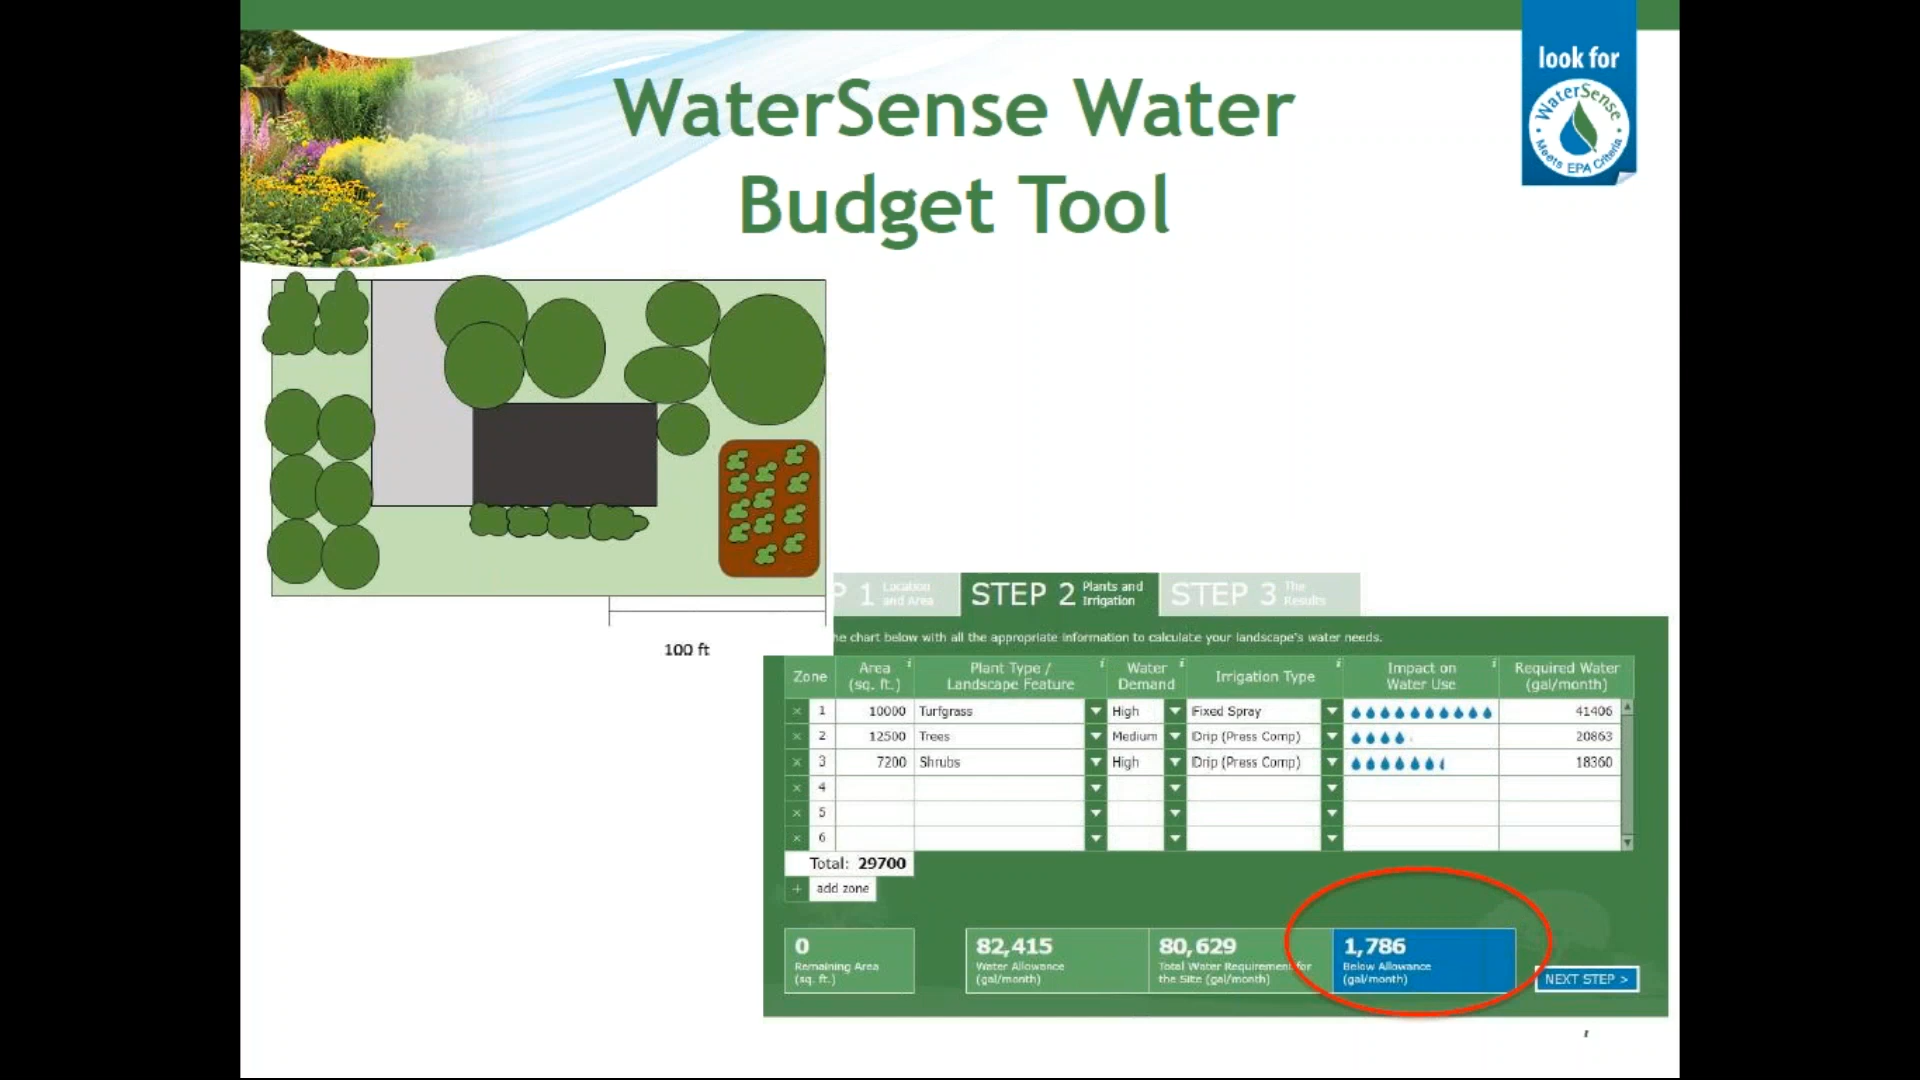 look for
WaterSense
Meets EPA Criteria
WaterSense Water
Budget Tool
100 ft
P 1 Location and Area
STEP 2 Plants and Irrigation
STEP 3 The Results
he chart below with all the appropriate information to calculate your landscape's water needs.
Zone Area (sq. ft.) i Plant Type / Landscape Feature i Water Demand i Irrigation Type i Impact on Water Use i Required Water (gal/month)
× 1 10000 Turfgrass High Fixed Spray 41406
× 2 12500 Trees Medium Drip (Press Comp) 20863
× 3 7200 Shrubs High Drip (Press Comp) 18360
× 4
× 5
× 6
Total: 29700
+ add zone
0 Remaining Area (sq. ft.)
82,415 Water Allowance (gal/month)
80,629 Total Water Requirement for the Site (gal/month)
1,786 Below Allowance (gal/month)
NEXT STEP >